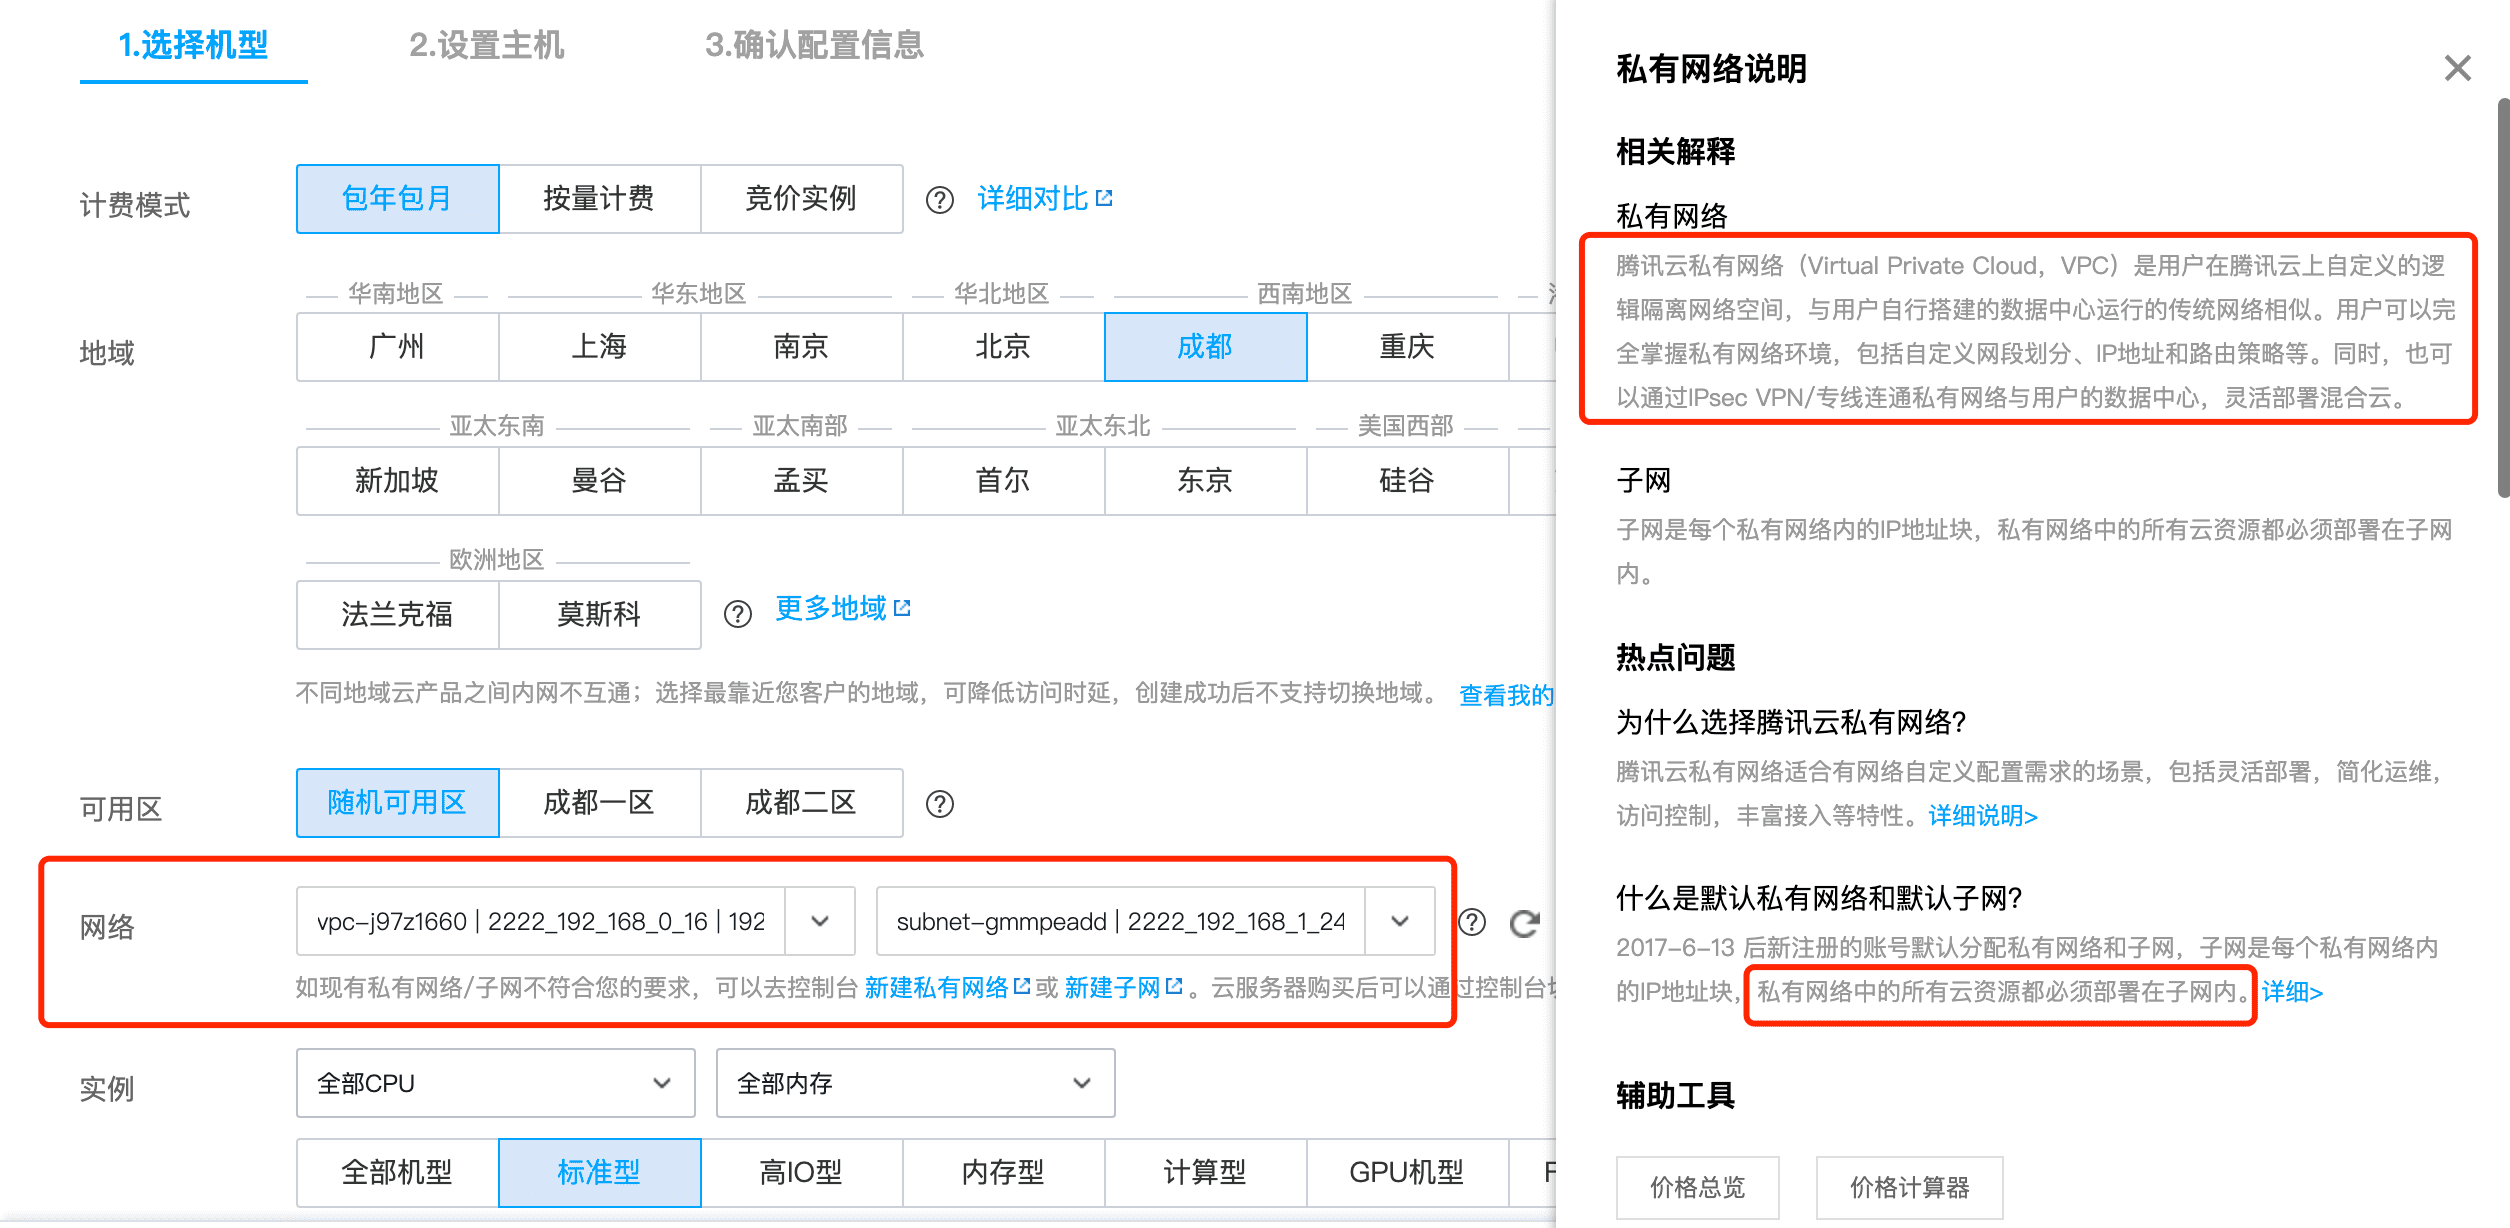 1.选择机型 2.设置主机 3.确认配置信息
计费模式 包年包月 按量计费 竞价实例 详细对比
华南地区 华东地区 华北地区 西南地区
地域 广州 上海 南京 北京 成都 重庆
亚太东南 亚太南部 亚太东北 美国西部
新加坡 曼谷 孟买 首尔 东京 硅谷
欧洲地区
法兰克福 莫斯科 更多地域
不同地域云产品之间内网不互通；选择最靠近您客户的地域，可降低访问时延，创建成功后不支持切换地域。 查看我的
可用区 随机可用区 成都一区 成都二区
网络 vpc-j97z1660 | 2222_192_168_0_16 | 192 subnet-gmmpeadd | 2222_192_168_1_24
如现有私有网络/子网不符合您的要求，可以去控制台 新建私有网络 或 新建子网 。云服务器购买后可以通过控制台
实例 全部CPU 全部内存
全部机型 标准型 高IO型 内存型 计算型 GPU机型 F
私有网络说明
相关解释
私有网络
腾讯云私有网络（Virtual Private Cloud，VPC）是用户在腾讯云上自定义的逻
辑隔离网络空间，与用户自行搭建的数据中心运行的传统网络相似。用户可以完
全掌握私有网络环境，包括自定义网段划分、IP地址和路由策略等。同时，也可
以通过IPsec VPN/专线连通私有网络与用户的数据中心，灵活部署混合云。
子网
子网是每个私有网络内的IP地址块，私有网络中的所有云资源都必须部署在子网
内。
热点问题
为什么选择腾讯云私有网络?
腾讯云私有网络适合有网络自定义配置需求的场景，包括灵活部署，简化运维，
访问控制，丰富接入等特性。详细说明>
什么是默认私有网络和默认子网?
2017-6-13 后新注册的账号默认分配私有网络和子网，子网是每个私有网络内
的IP地址块，私有网络中的所有云资源都必须部署在子网内。详细>
辅助工具
价格总览 价格计算器